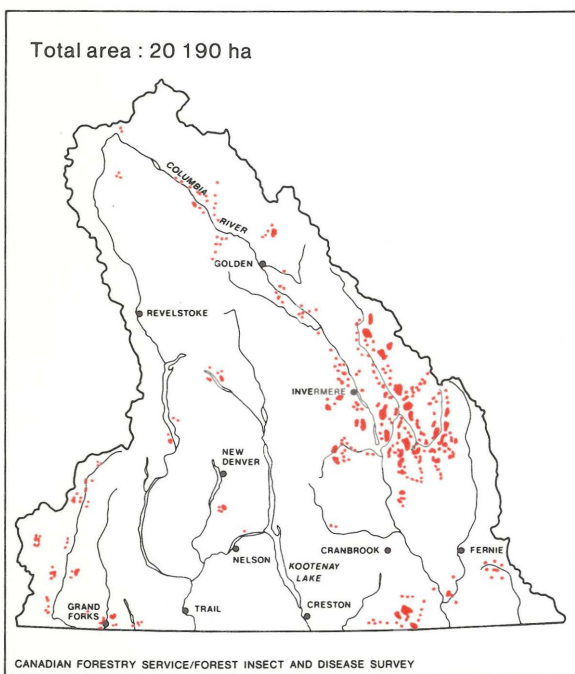 Total area : 20 190 ha
COLUMBIA
RIVER
GOLDEN
REVELSTOKE
INVERMERE
NEW
DENVER
NELSON
KOOTENAY
LAKE
CRANBROOK
FERNIE
GRAND
FORKS
TRAIL
CRESTON
CANADIAN FORESTRY SERVICE/FOREST INSECT AND DISEASE SURVEY